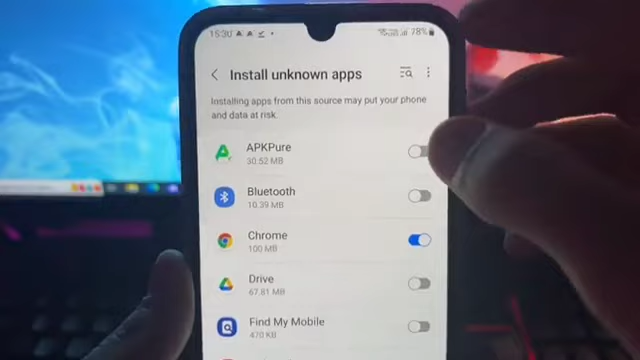 15:30
78%
Install unknown apps
Installing apps from this source may put your phone
and data at risk.
APKPure
30.52 MB
Bluetooth
10.39 MB
Chrome
100 MB
Drive
67.81 MB
Find My Mobile
470 KB